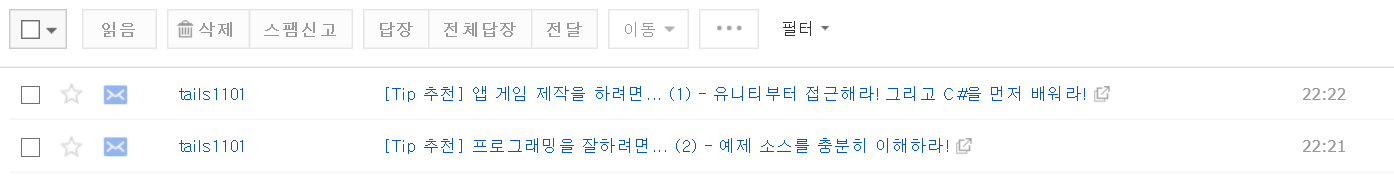 읽음 삭제 스팸신고 답장 전체답장 전달 이동 ••• 필터
tails1101 [Tip 추천] 앱 게임 제작을 하려면... (1) - 유니티부터 접근해라! 그리고 C#을 먼저 배워라! 22:22
tails1101 [Tip 추천] 프로그래밍을 잘하려면... (2) - 예제 소스를 충분히 이해하라! 22:21